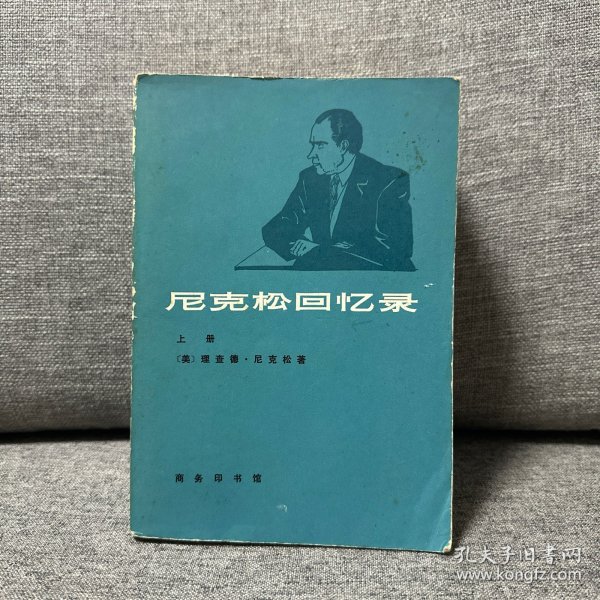 尼克松回忆录
上 册
〔美〕理查德·尼克松著
商务印书馆
孔夫子旧书网
www.kongfz.com